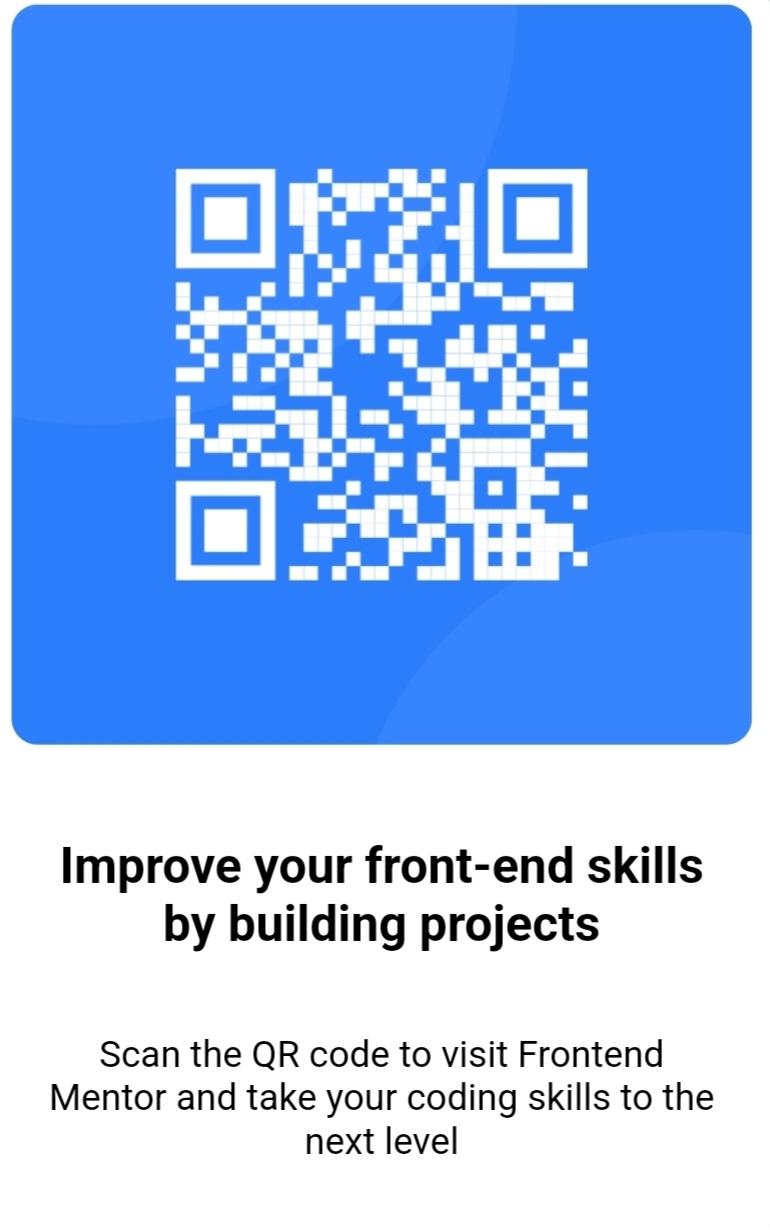 Improve your front-end skills
by building projects
Scan the QR code to visit Frontend
Mentor and take your coding skills to the
next level